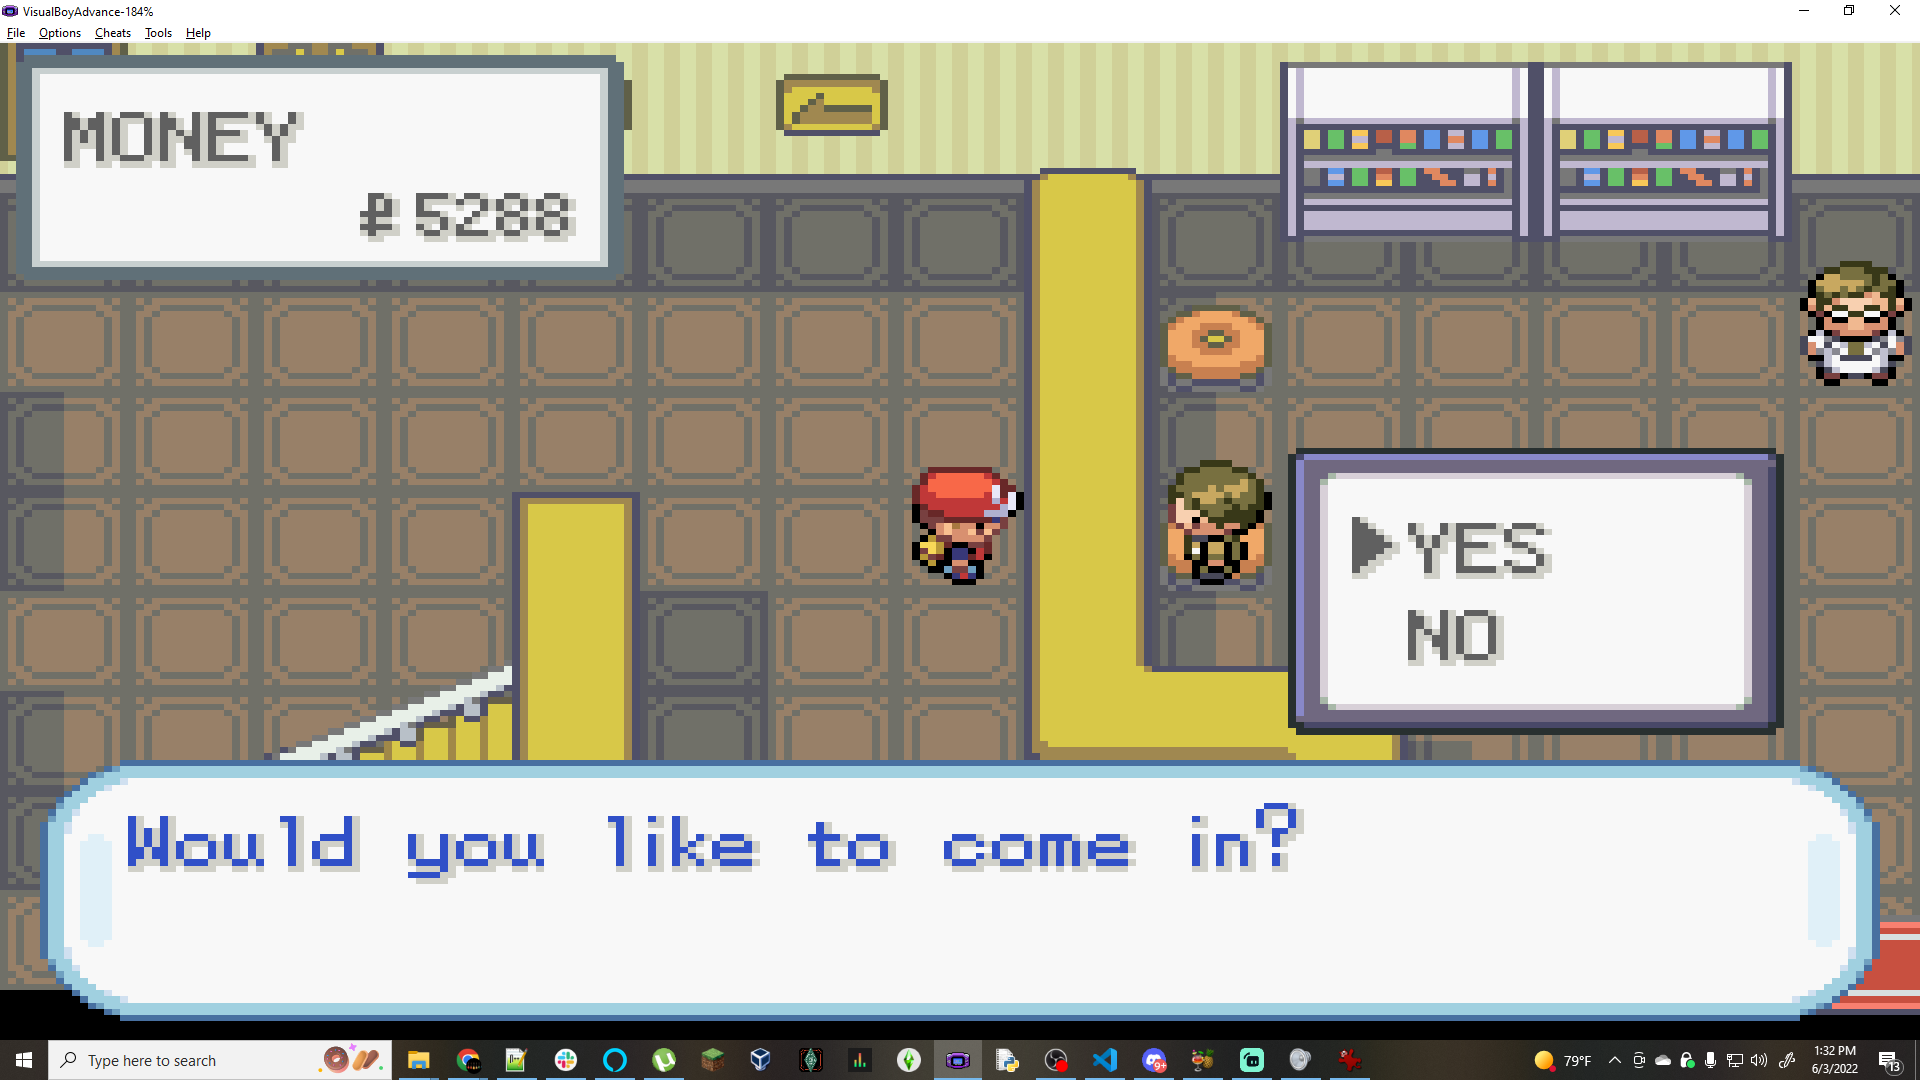 VisualBoyAdvance-184%
File Options Cheats Tools Help
MONEY
₽5288
YES
NO
Would you like to come in?
Type here to search
9+
79°F
1:32 PM
6/3/2022
13